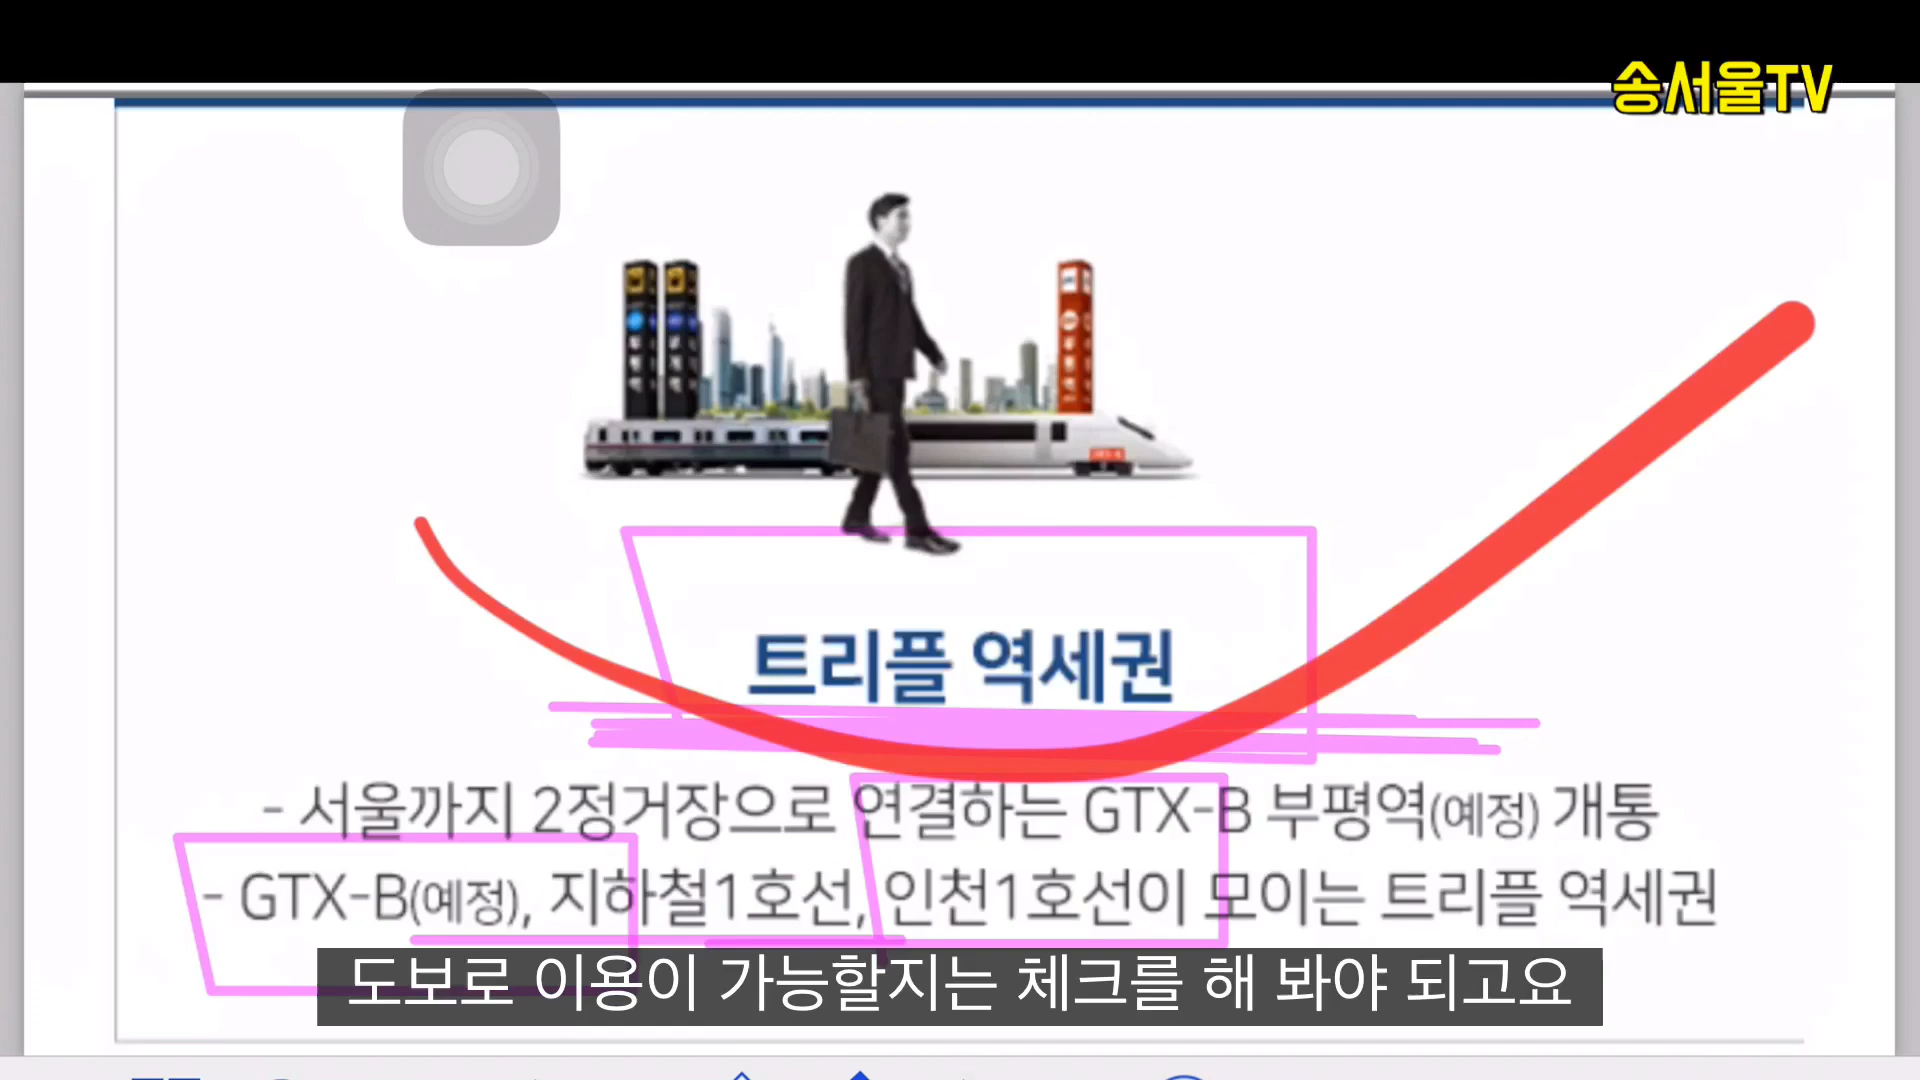 송서울TV
트리플 역세권
- 서울까지 2정거장으로 연결하는 GTX-B 부평역(예정) 개통
- GTX-B(예정), 지하철1호선, 인천1호선이 모이는 트리플 역세권
도보로 이용이 가능할지는 체크를 해 봐야 되고요